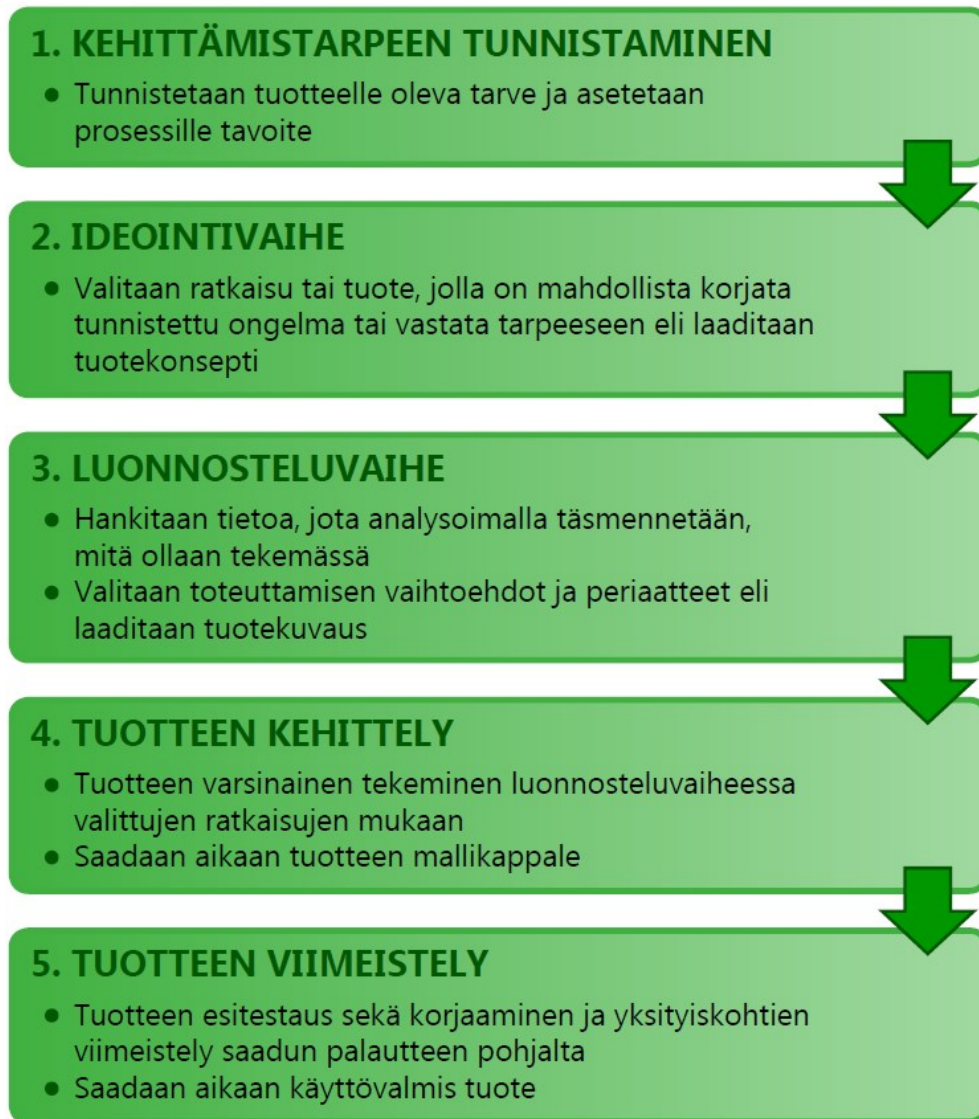 1. KEHITTÄMISTARPEEN TUNNISTAMINEN
● Tunnistetaan tuotteelle oleva tarve ja asetetaan
prosessille tavoite
2. IDEOINTIVAIHE
● Valitaan ratkaisu tai tuote, jolla on mahdollista korjata
tunnistettu ongelma tai vastata tarpeeseen eli laaditaan
tuotekonsepti
3. LUONNOSTELUVAIHE
● Hankitaan tietoa, jota analysoimalla täsmennetään,
mitä ollaan tekemässä
● Valitaan toteuttamisen vaihtoehdot ja periaatteet eli
laaditaan tuotekuvaus
4. TUOTTEEN KEHITTELY
● Tuotteen varsinainen tekeminen luonnosteluvaiheessa
valittujen ratkaisujen mukaan
● Saadaan aikaan tuotteen mallikappale
5. TUOTTEEN VIIMEISTELY
● Tuotteen esitestaus sekä korjaaminen ja yksityiskohtien
viimeistely saadun palautteen pohjalta
● Saadaan aikaan käyttövalmis tuote